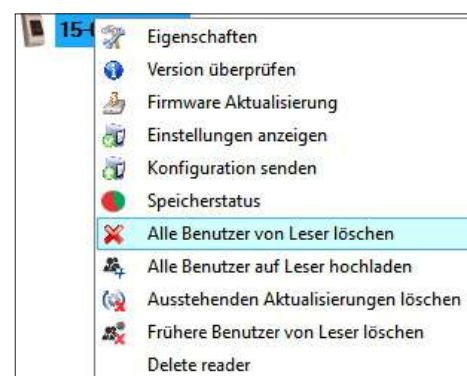 15-
Eigenschaften
Version überprüfen
Firmware Aktualisierung
Einstellungen anzeigen
Konfiguration senden
Speicherstatus
Alle Benutzer von Leser löschen
Alle Benutzer auf Leser hochladen
Ausstehenden Aktualisierungen löschen
Frühere Benutzer von Leser löschen
Delete reader